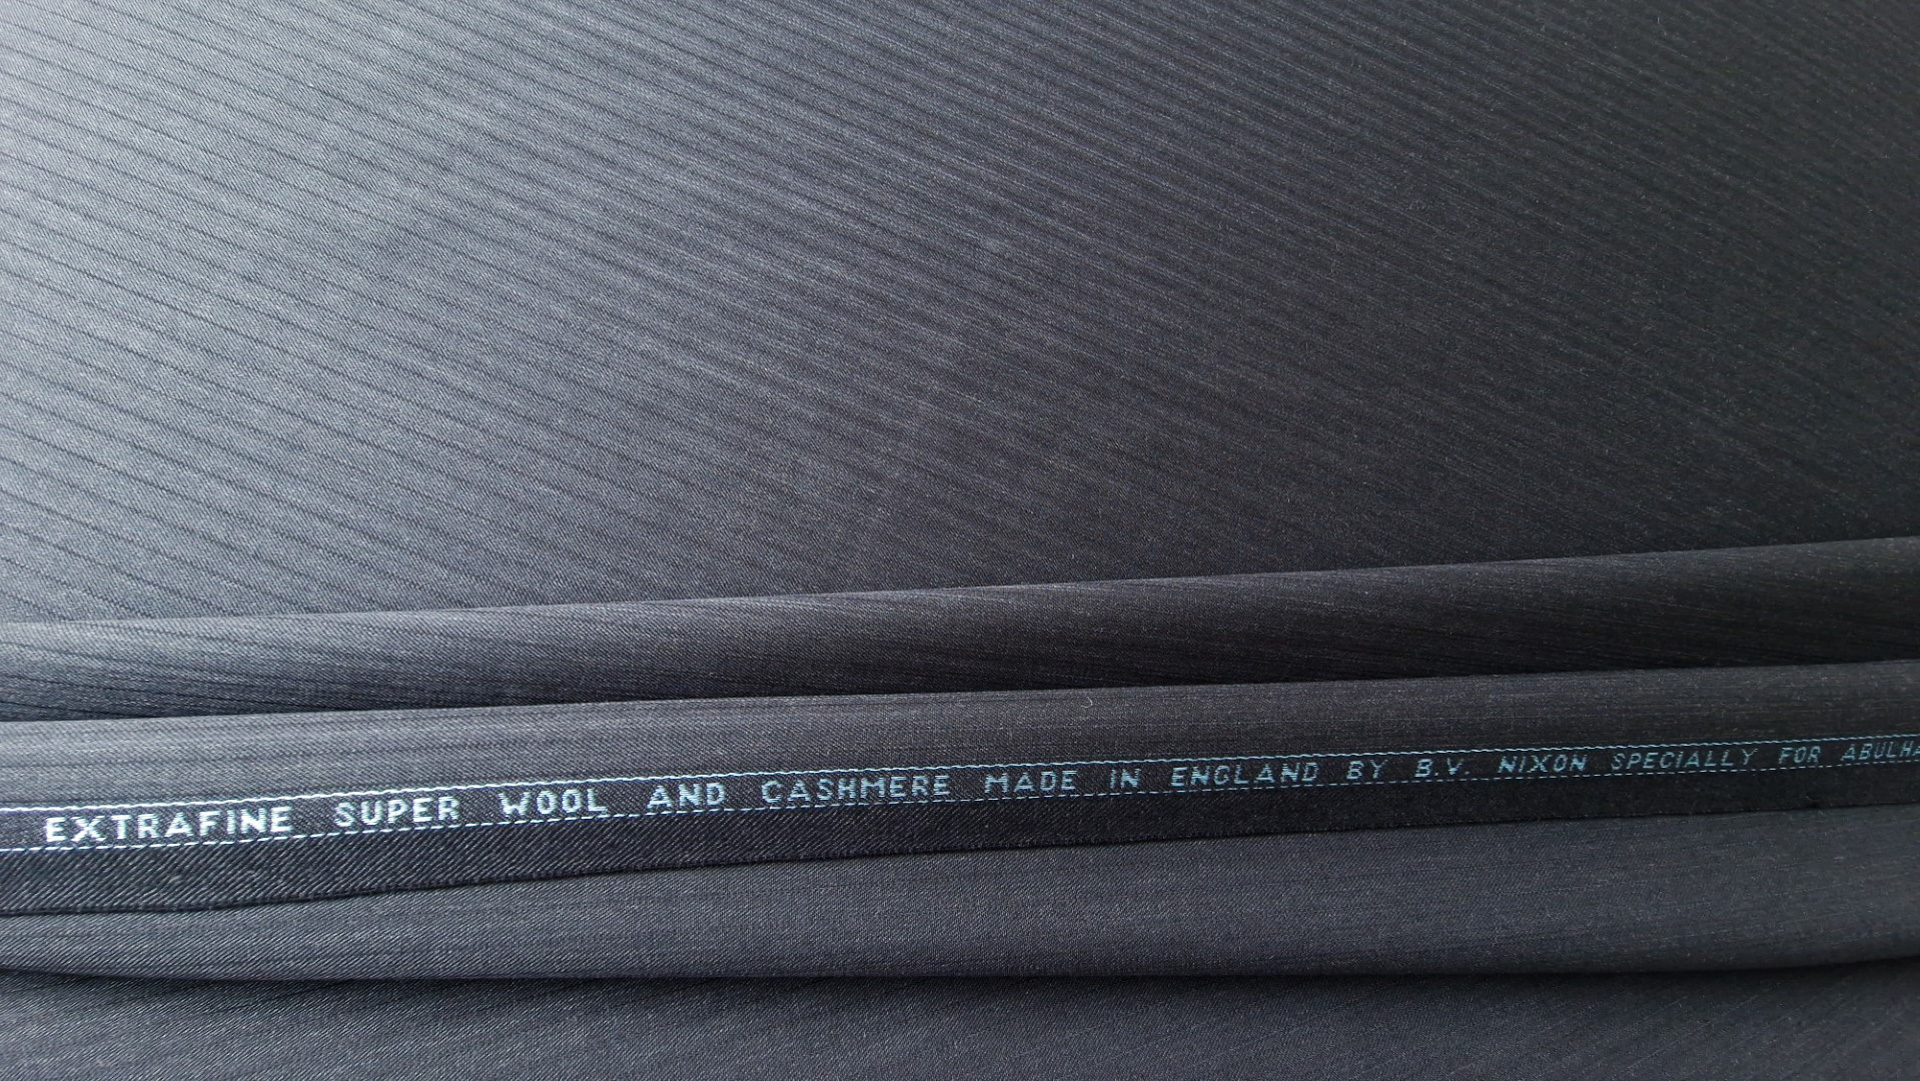 EXTRAFINE SUPER WOOL AND CASHMERE MADE IN ENGLAND BY B.V. NIXON SPECIALLY FOR